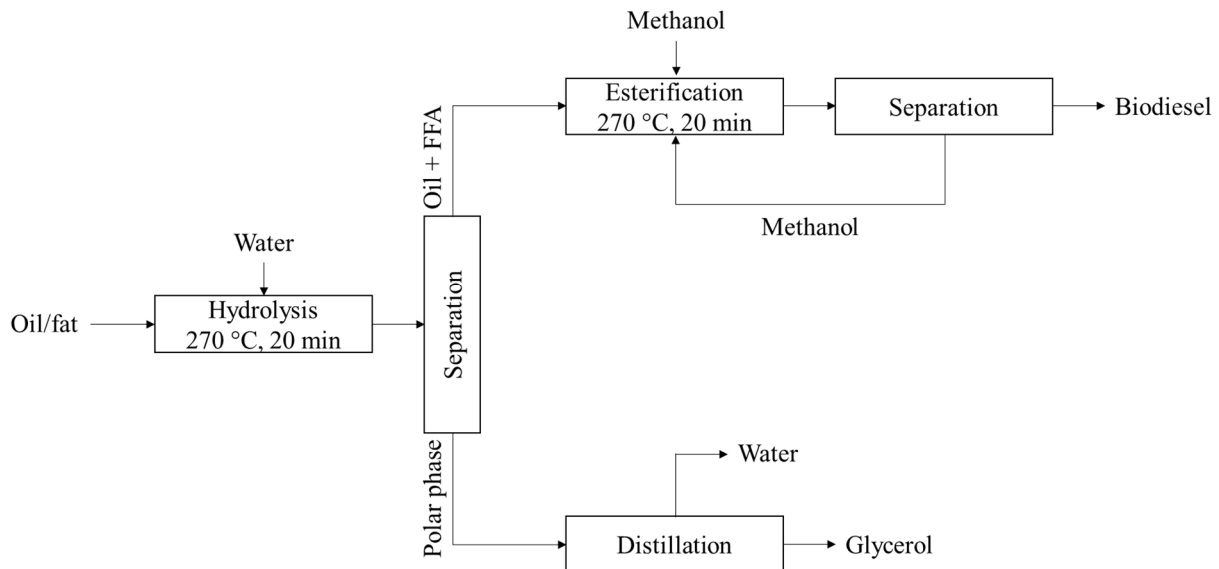 Methanol
Esterification
270 °C, 20 min
Separation
Biodiesel
Oil + FFA
Methanol
Water
Oil/fat
Hydrolysis
270 °C, 20 min
Separation
Polar phase
Water
Distillation
Glycerol